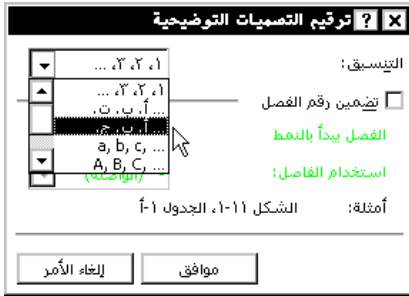 ترقيم التصميات التوضيحية
التنسيق:
١، ٢، ٣، ...
١، ٢، ٣، ...
أ، ب، ت، ...
أ، ب، ج، ...
a, b, c, ...
A, B, C, ...
تضمين رقم الفصل
الفصل يبدأ بالنمط
استخدام الفاصل:
- (الواصلة)
أمثلة: الشكل ١١-١، الجدول ١-أ
موافق
إلغاء الأمر